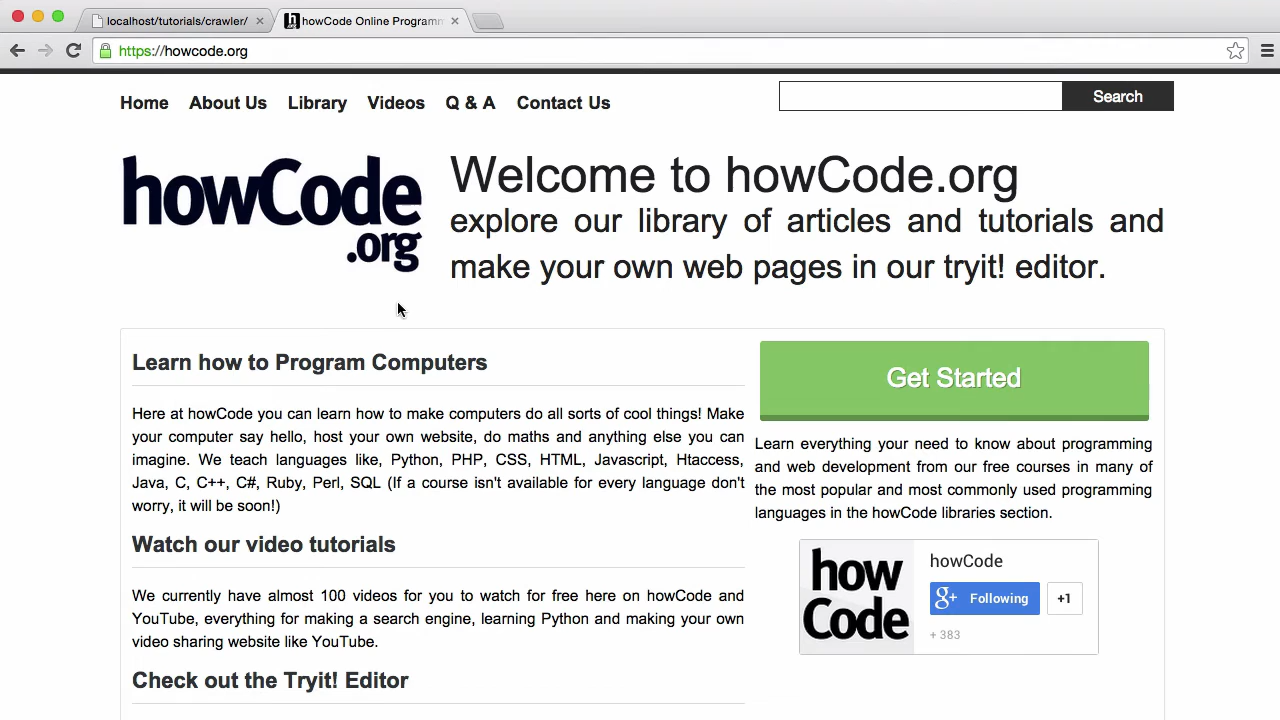 localhost/tutorials/crawler/
howCode Online Programm
https://howcode.org
Home About Us Library Videos Q & A Contact Us
Search
howCode
.org
Welcome to howCode.org
explore our library of articles and tutorials and
make your own web pages in our tryit! editor.
Learn how to Program Computers
Here at howCode you can learn how to make computers do all sorts of cool things! Make
your computer say hello, host your own website, do maths and anything else you can
imagine. We teach languages like, Python, PHP, CSS, HTML, Javascript, Htaccess,
Java, C, C++, C#, Ruby, Perl, SQL (If a course isn't available for every language don't
worry, it will be soon!)
Watch our video tutorials
We currently have almost 100 videos for you to watch for free here on howCode and
YouTube, everything for making a search engine, learning Python and making your own
video sharing website like YouTube.
Check out the Tryit! Editor
Get Started
Learn everything your need to know about programming
and web development from our free courses in many of
the most popular and most commonly used programming
languages in the howCode libraries section.
how
Code
howCode
g+ Following
+1
+ 383